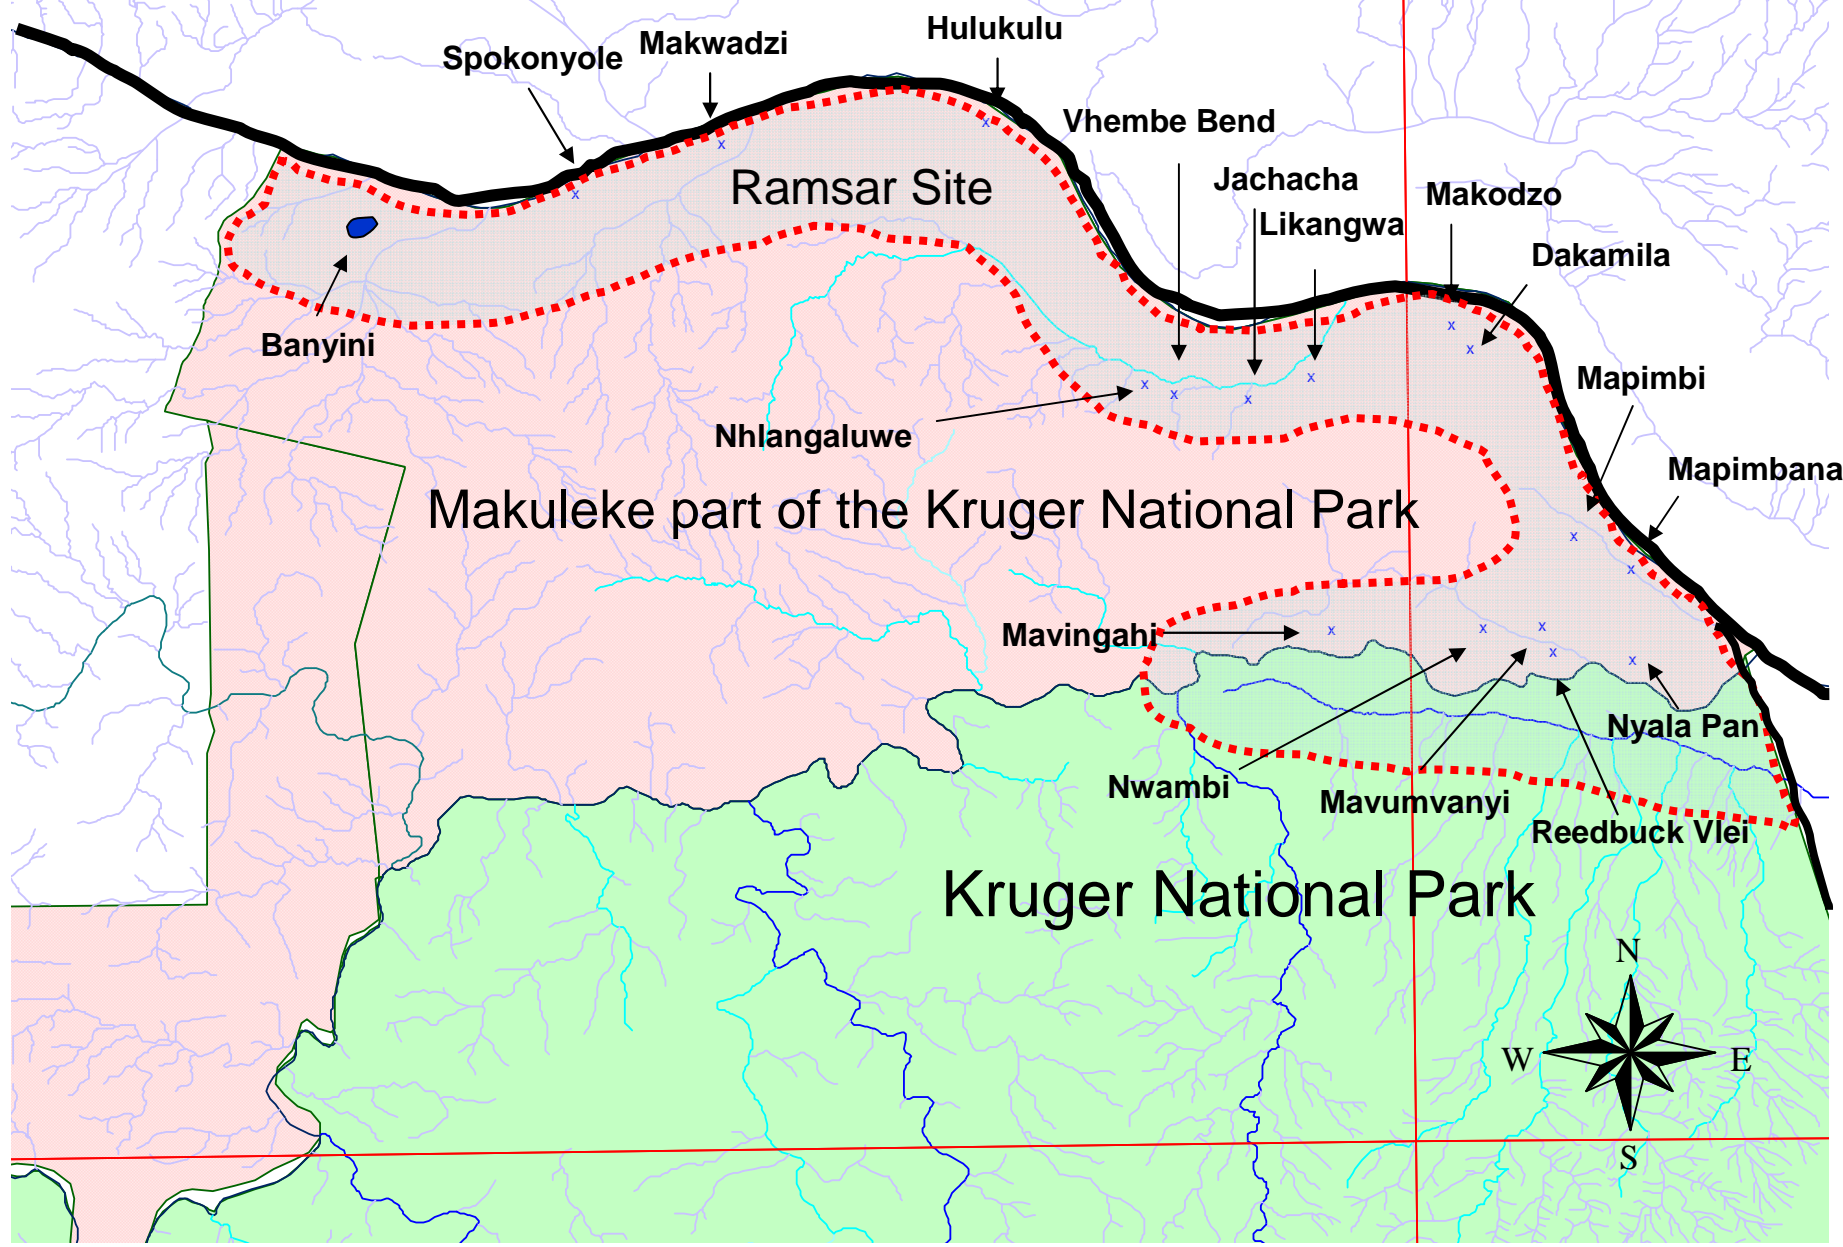 Hulukulu
Makwadzi
Spokonyole
Vhembe Bend
Jachacha
Ramsar Site
Makodzo
Likangwa
Dakamila
Banyini
Mapimbi
Nhlangaluwe
Mapimbana
Makuleke part of the Kruger National Park
Mavingahi
Nyala Pan
Nwambi
Mavumvanyi
Reedbuck Vlei
Kruger National Park
N
W
E
S